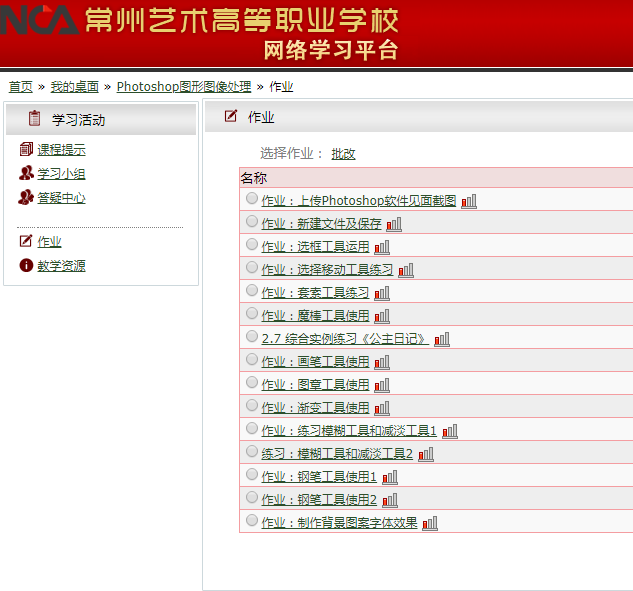 NCA 常州艺术高等职业学校
网络学习平台
首页 » 我的桌面 » Photoshop图形图像处理 » 作业
学习活动
课程提示
学习小组
答疑中心
作业
教学资源
作业
选择作业： 批改
名称
作业：上传Photoshop软件见面截图
作业：新建文件及保存
作业：选框工具运用
作业：选择移动工具练习
作业：套索工具练习
作业：魔棒工具使用
2.7 综合实例练习《公主日记》
作业：画笔工具使用
作业：图章工具使用
作业：渐变工具使用
作业：练习模糊工具和减淡工具1
练习：模糊工具和减淡工具2
作业：钢笔工具使用1
作业：钢笔工具使用2
作业：制作背景图案字体效果